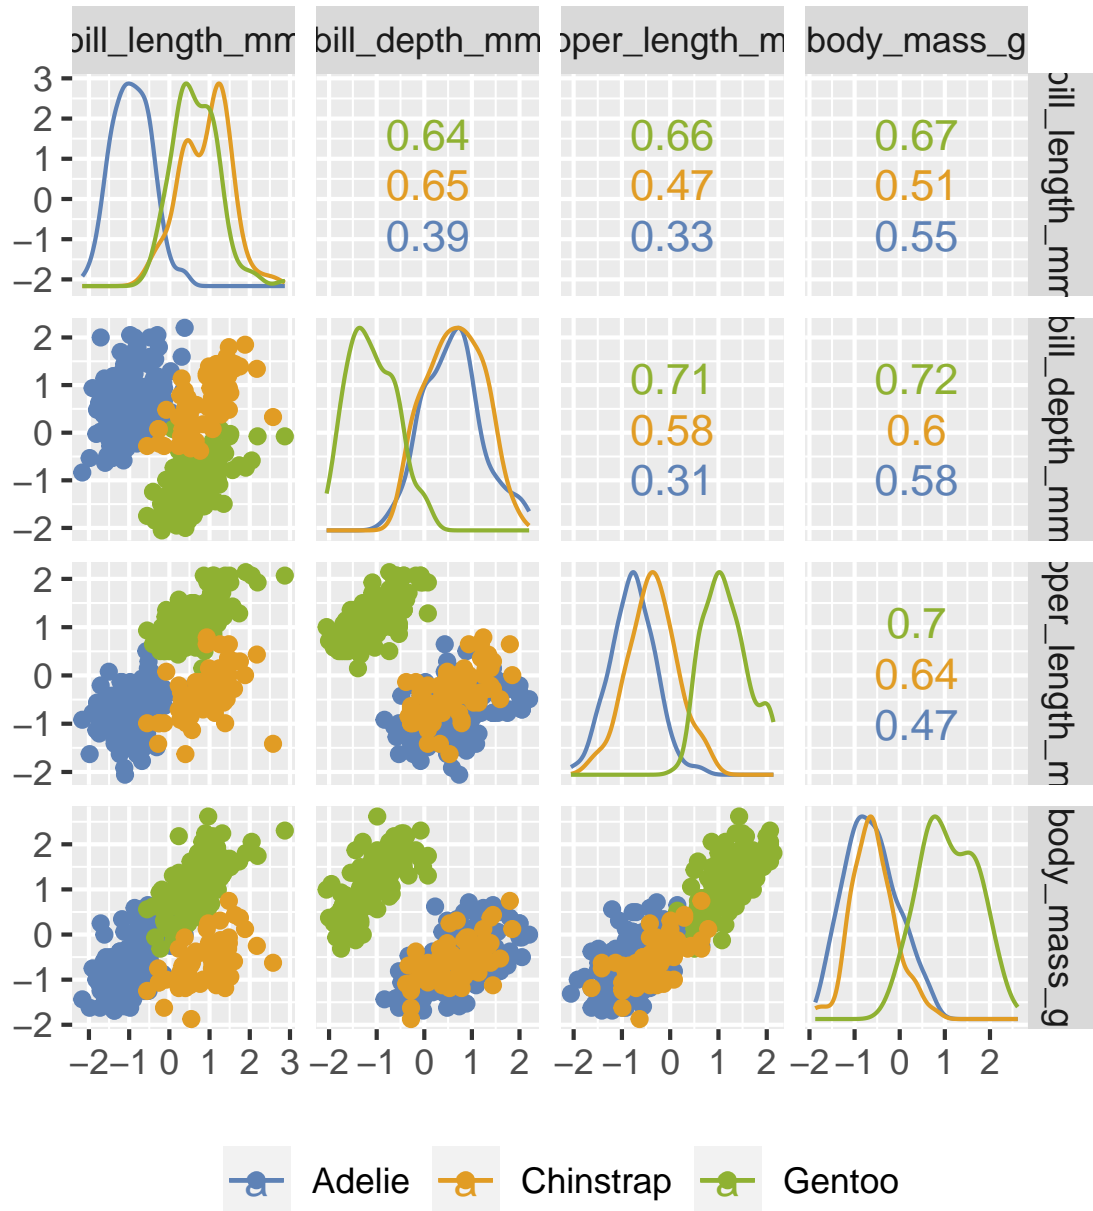 bill_length_mm bill_depth_mm pper_length_m body_mass_g
3
2
1
0
−1
−2
0.64 0.66 0.67
0.65 0.47 0.51
0.39 0.33 0.55
bill_length_mm
2
1
0
−1
−2
0.71 0.72
0.58 0.6
0.31 0.58
bill_depth_mm
2
1
0
−1
−2
0.7
0.64
0.47
pper_length_m
2
1
0
−1
−2
body_mass_g
−2 −1 0 1 2 3 −2 −1 0 1 2 −2 −1 0 1 2 −2 −1 0 1 2
a Adelie a Chinstrap a Gentoo